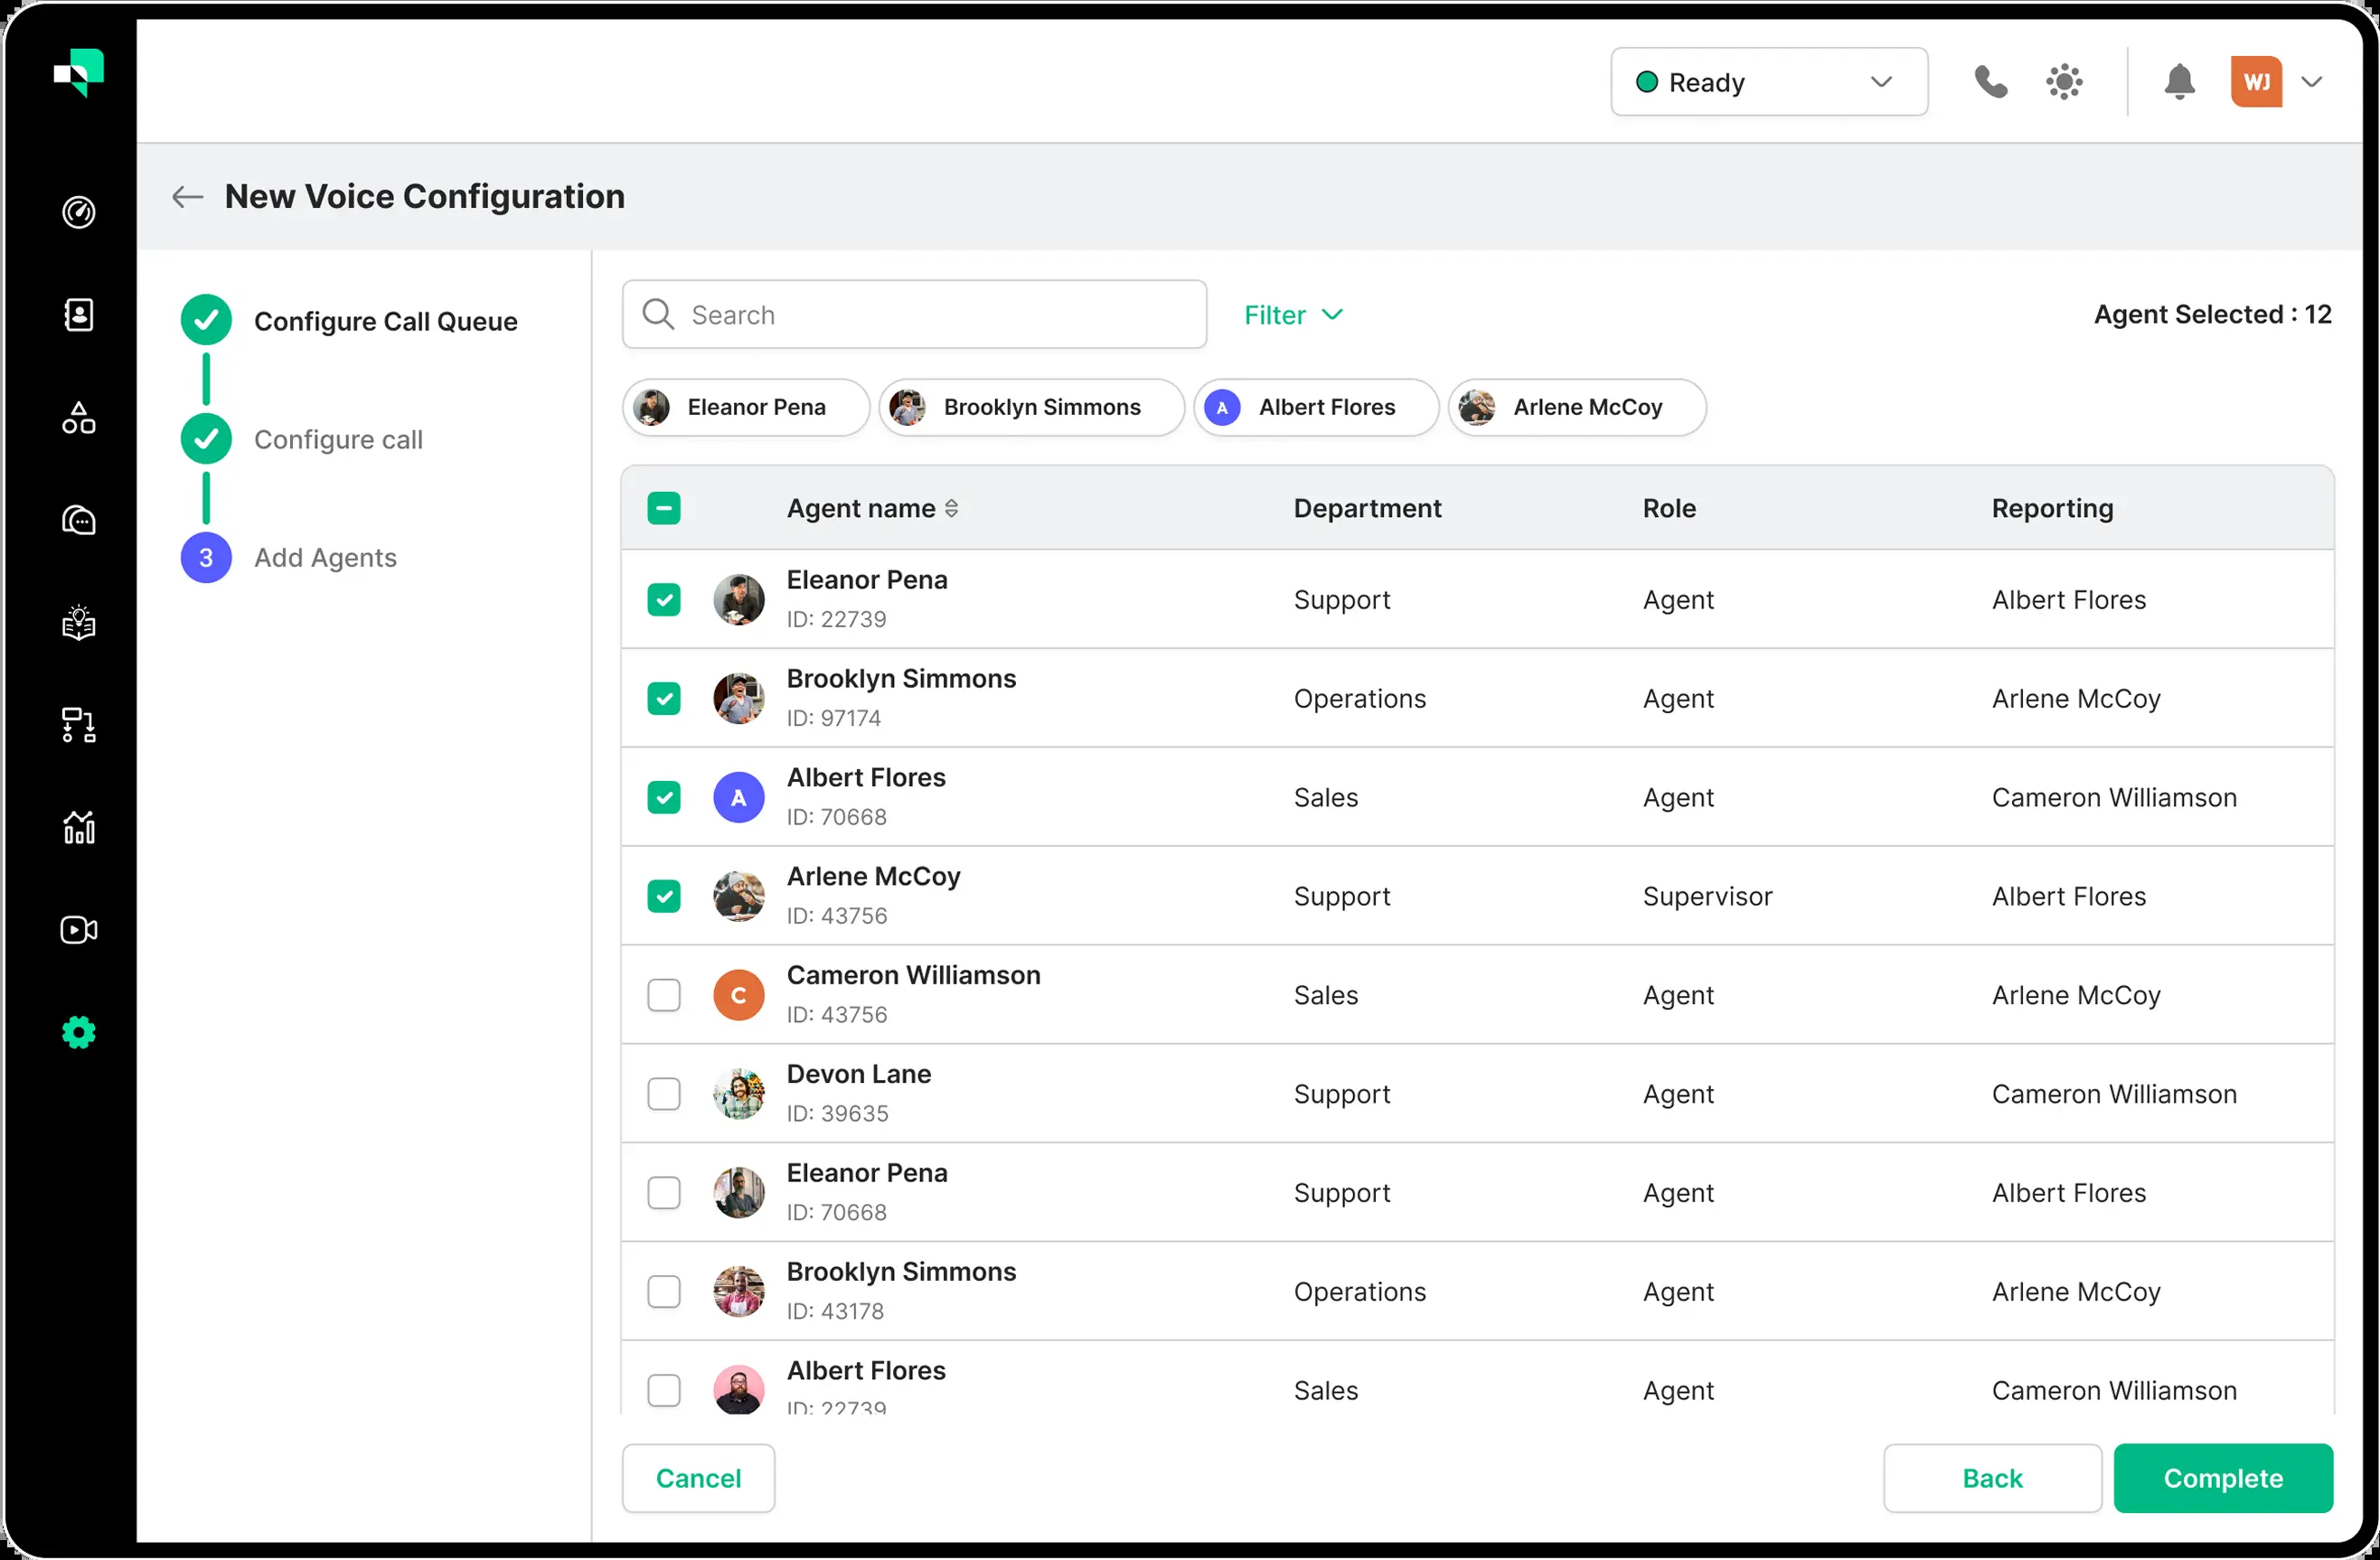 Ready
WJ
New Voice Configuration
Configure Call Queue
Configure call
3 Add Agents
Search
Filter
Agent Selected : 12
Eleanor Pena
Brooklyn Simmons
A Albert Flores
Arlene McCoy
Agent name Department Role Reporting
Eleanor Pena
ID: 22739
Support Agent Albert Flores
Brooklyn Simmons
ID: 97174
Operations Agent Arlene McCoy
A
Albert Flores
ID: 70668
Sales Agent Cameron Williamson
Arlene McCoy
ID: 43756
Support Supervisor Albert Flores
C
Cameron Williamson
ID: 43756
Sales Agent Arlene McCoy
Devon Lane
ID: 39635
Support Agent Cameron Williamson
Eleanor Pena
ID: 70668
Support Agent Albert Flores
Brooklyn Simmons
ID: 43178
Operations Agent Arlene McCoy
Albert Flores
ID: 22739
Sales Agent Cameron Williamson
Cancel
Back
Complete